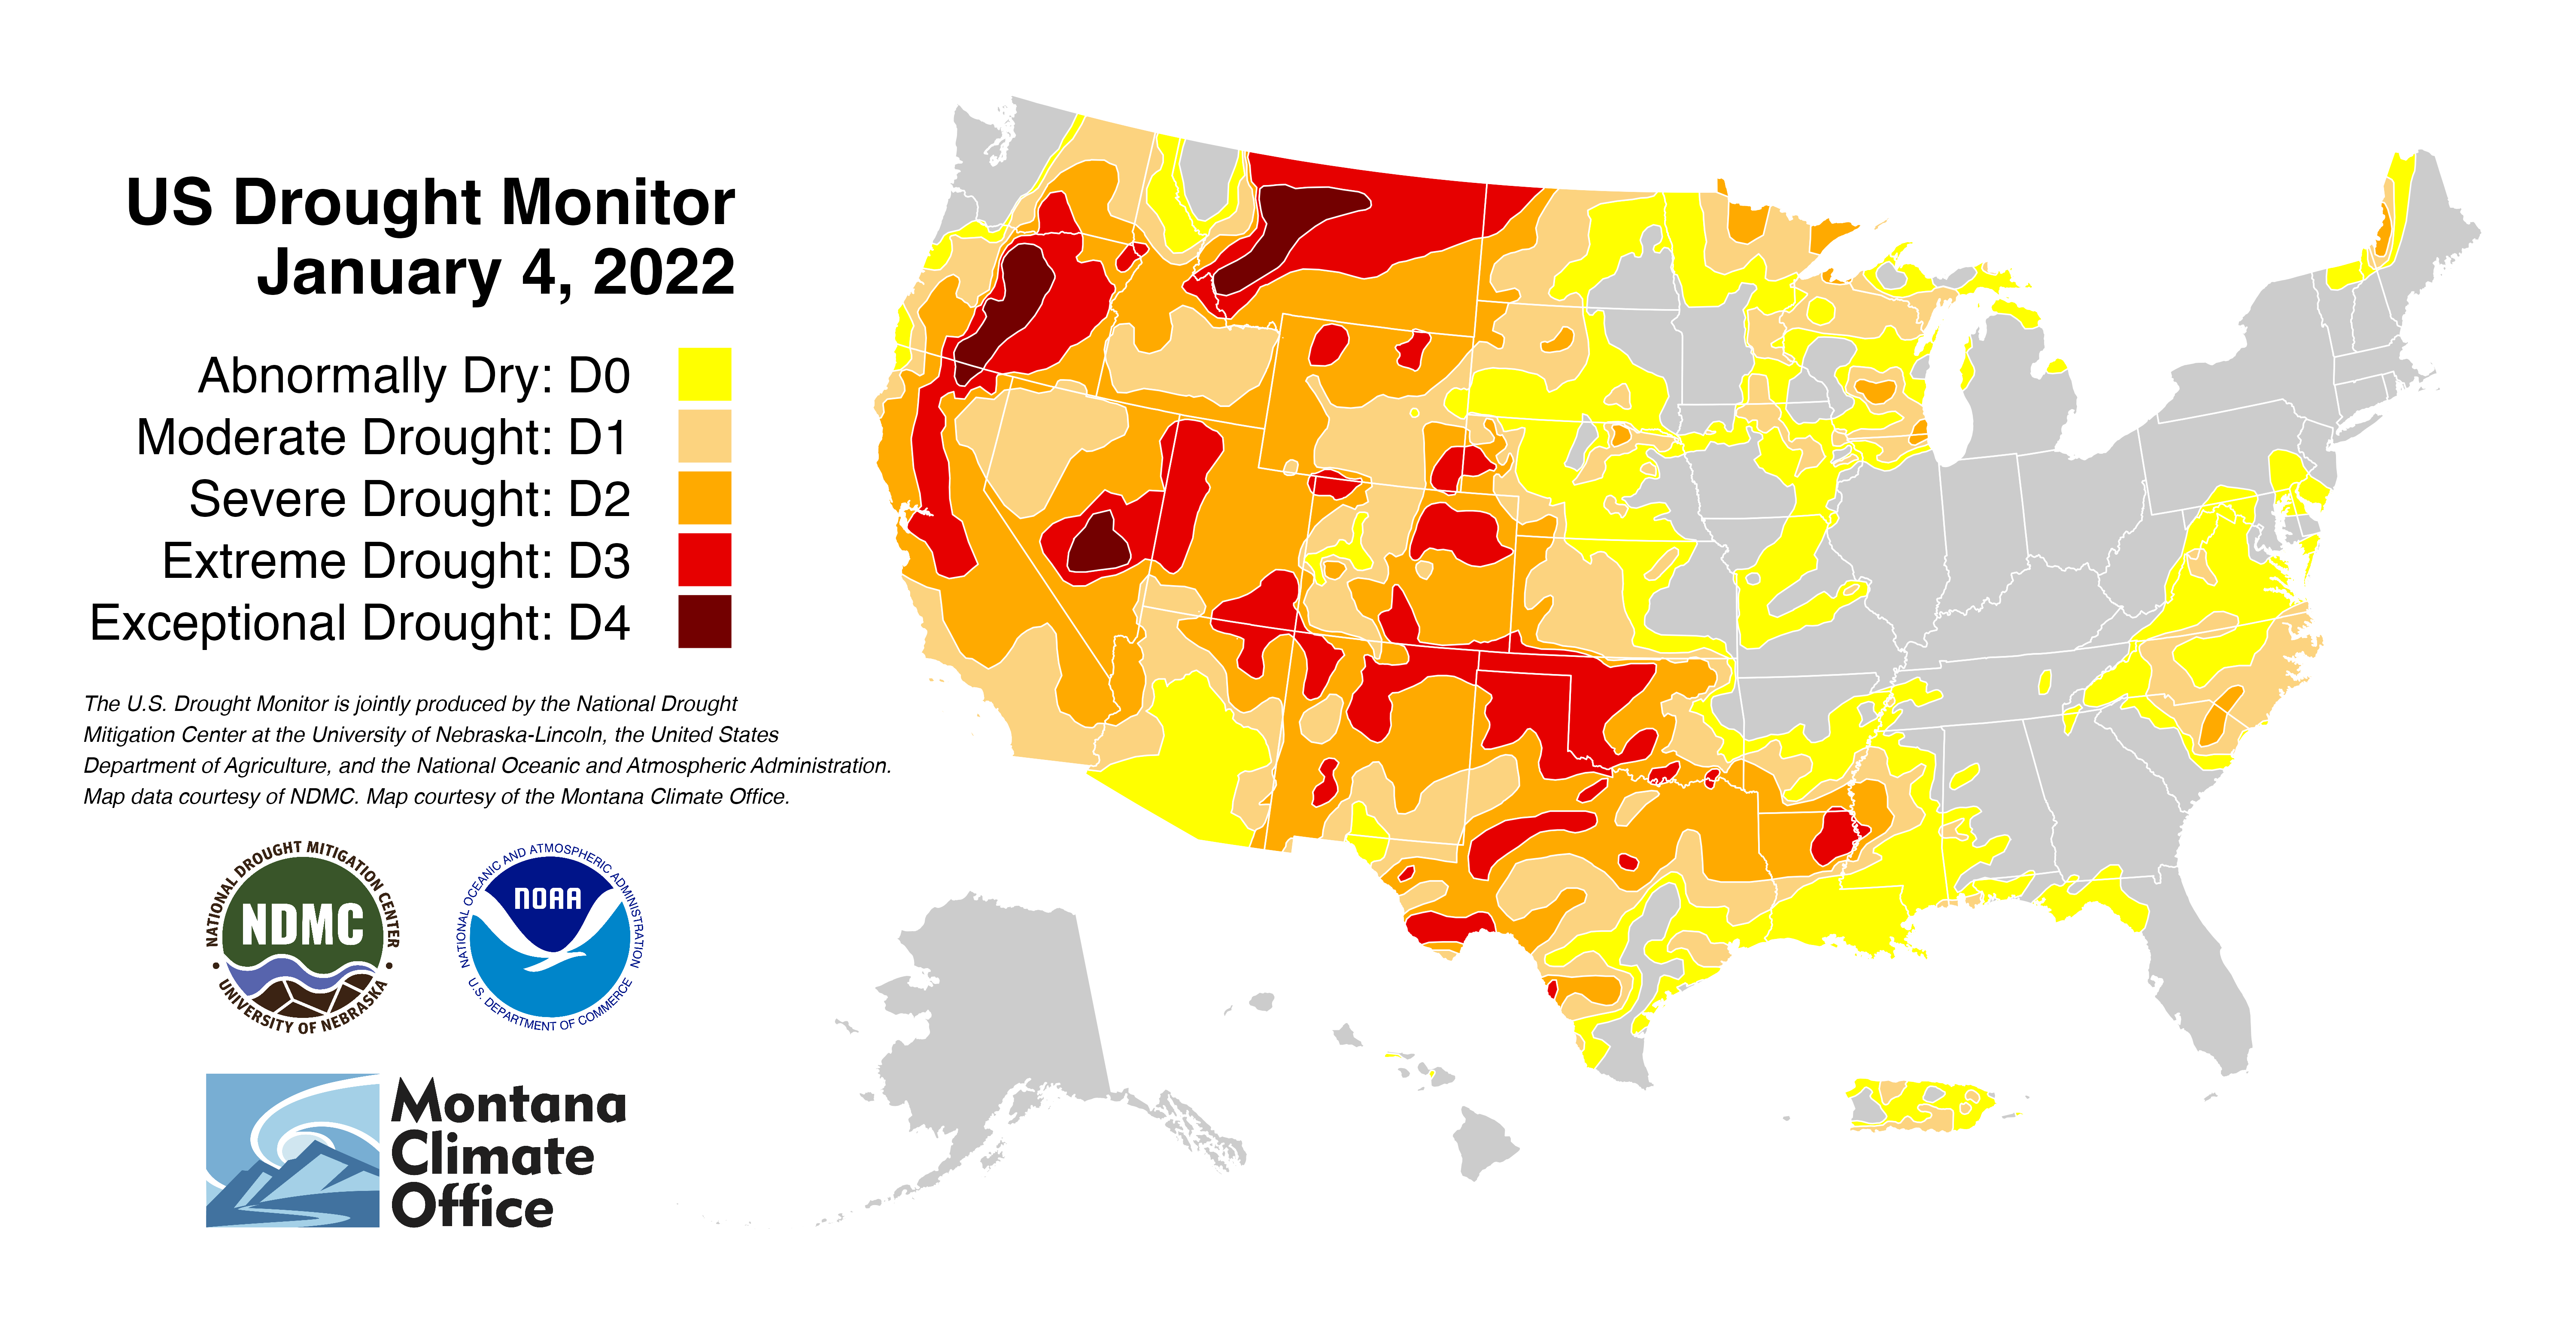 US Drought Monitor
January 4, 2022
Abnormally Dry: D0
Moderate Drought: D1
Severe Drought: D2
Extreme Drought: D3
Exceptional Drought: D4
The U.S. Drought Monitor is jointly produced by the National Drought
Mitigation Center at the University of Nebraska-Lincoln, the United States
Department of Agriculture, and the National Oceanic and Atmospheric Administration.
Map data courtesy of NDMC. Map courtesy of the Montana Climate Office.
NATIONAL DROUGHT MITIGATION CENTER
NDMC
• UNIVERSITY OF NEBRASKA •
NATIONAL OCEANIC AND ATMOSPHERIC ADMINISTRATION
NOAA
U.S. DEPARTMENT OF COMMERCE
Montana
Climate
Office